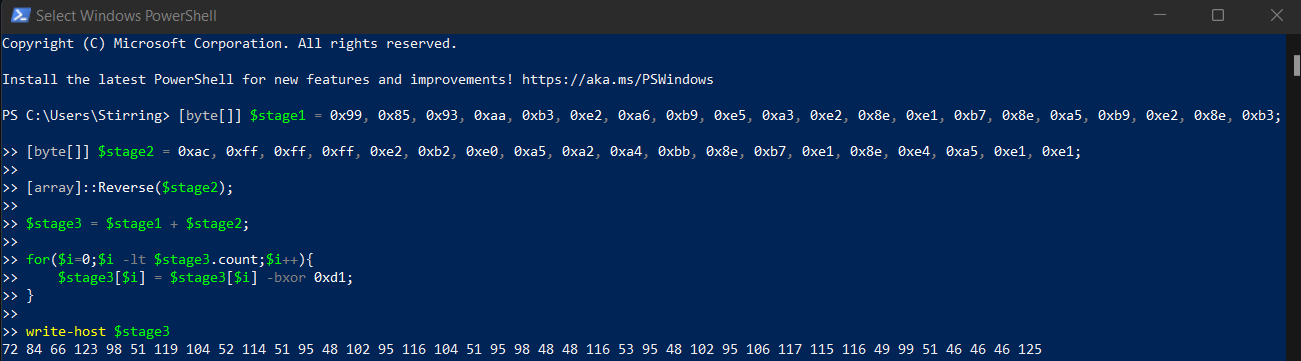 Select Windows PowerShell
Copyright (C) Microsoft Corporation. All rights reserved.
Install the latest PowerShell for new features and improvements! https://aka.ms/PSWindows
PS C:\Users\Stirring> [byte[]] $stage1 = 0x99, 0x85, 0x93, 0xaa, 0xb3, 0xe2, 0xa6, 0xb9, 0xe5, 0xa3, 0xe2, 0x8e, 0xe1, 0xb7, 0x8e, 0xa5, 0xb9, 0xe2, 0x8e, 0xb3;
>> [byte[]] $stage2 = 0xac, 0xff, 0xff, 0xff, 0xe2, 0xb2, 0xe0, 0xa5, 0xa2, 0xa4, 0xbb, 0x8e, 0xb7, 0xe1, 0x8e, 0xe4, 0xa5, 0xe1, 0xe1;
>>
>> [array]::Reverse($stage2);
>>
>> $stage3 = $stage1 + $stage2;
>>
>> for($i=0;$i -lt $stage3.count;$i++){
>>     $stage3[$i] = $stage3[$i] -bxor 0xd1;
>> }
>>
>> write-host $stage3
72 84 66 123 98 51 119 104 52 114 51 95 48 102 95 116 104 51 95 98 48 48 116 53 95 48 102 95 106 117 115 116 49 99 51 46 46 46 125